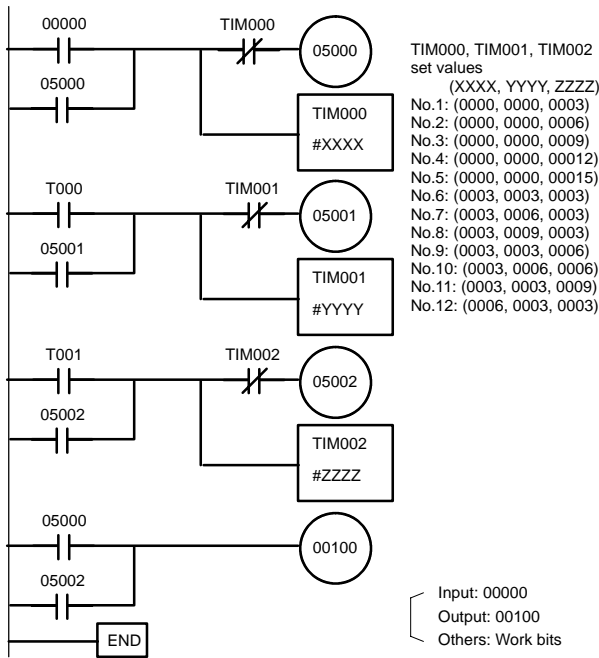 00000
TIM000
05000
05000
TIM000
#XXXX
T000
TIM001
05001
05001
TIM001
#YYYY
T001
TIM002
05002
05002
TIM002
#ZZZZ
05000
00100
05002
END
TIM000, TIM001, TIM002
set values
(XXXX, YYYY, ZZZZ)
No.1: (0000, 0000, 0003)
No.2: (0000, 0000, 0006)
No.3: (0000, 0000, 0009)
No.4: (0000, 0000, 00012)
No.5: (0000, 0000, 00015)
No.6: (0003, 0003, 0003)
No.7: (0003, 0006, 0003)
No.8: (0003, 0009, 0003)
No.9: (0003, 0003, 0006)
No.10: (0003, 0006, 0006)
No.11: (0003, 0003, 0009)
No.12: (0006, 0003, 0003)
Input: 00000
Output: 00100
Others: Work bits